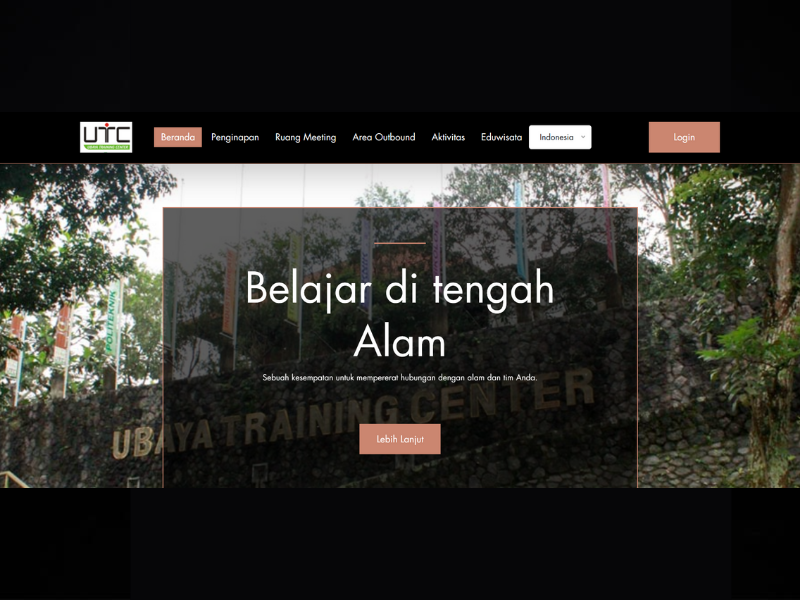 UTC
UBAYA TRAINING CENTER
Beranda
Penginapan
Ruang Meeting
Area Outbound
Aktivitas
Eduwisata
Indonesia
Login
Belajar di tengah
Alam
Sebuah kesempatan untuk mempererat hubungan dengan alam dan tim Anda.
UBAYA TRAINING CENTER
Lebih Lanjut
POLITEKNIK